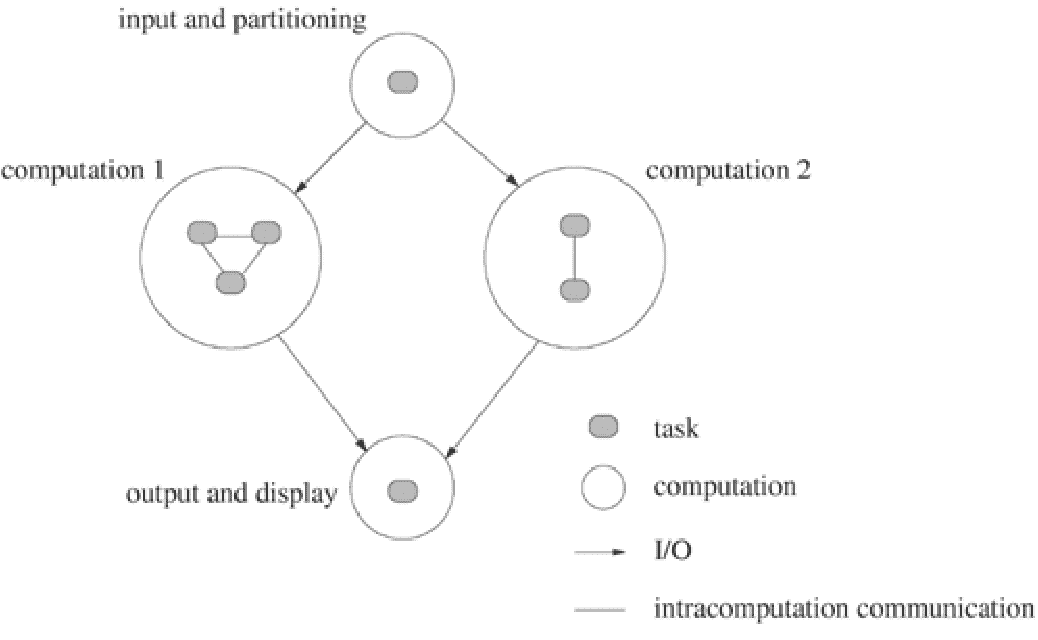 input and partitioning
computation 1
computation 2
output and display
task
computation
I/O
intracomputation communication